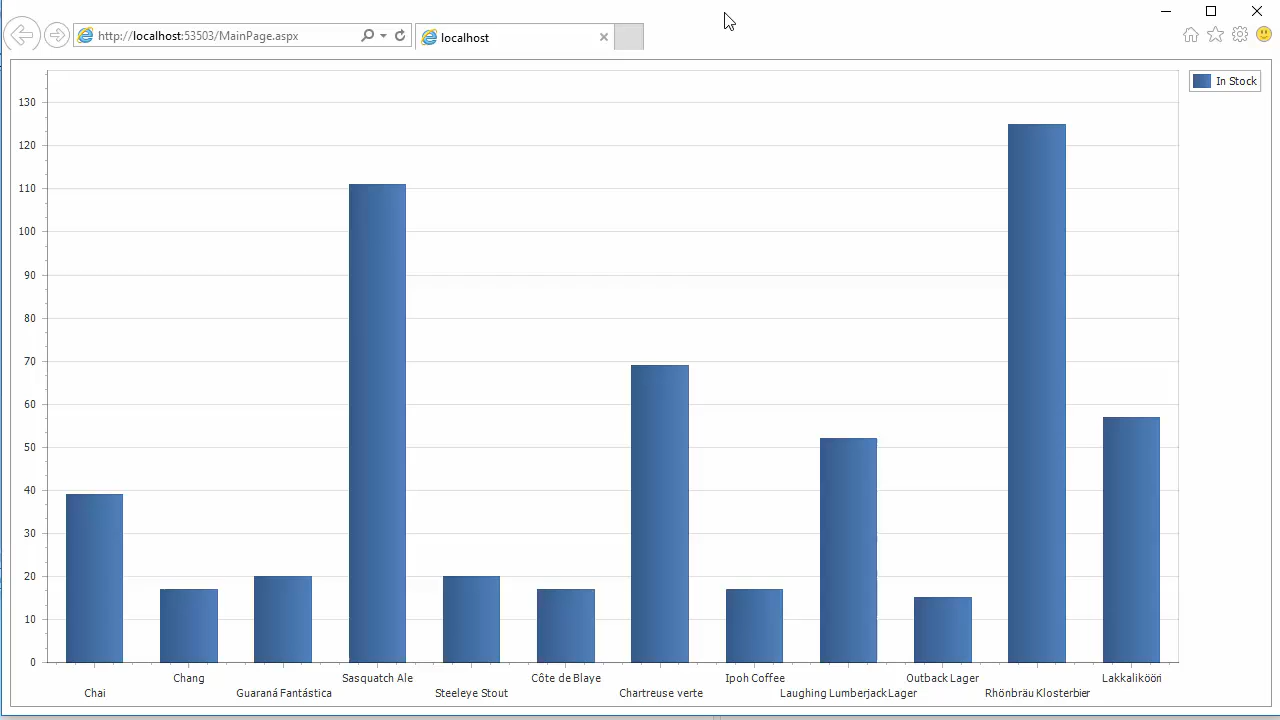 http://localhost:53503/MainPage.aspx
localhost
In Stock
130
120
110
100
90
80
70
60
50
40
30
20
10
0
Chang
Sasquatch Ale
Côte de Blaye
Ipoh Coffee
Outback Lager
Lakkalikööri
Chai
Guaraná Fantástica
Steeleye Stout
Chartreuse verte
Laughing Lumberjack Lager
Rhönbräu Klosterbier